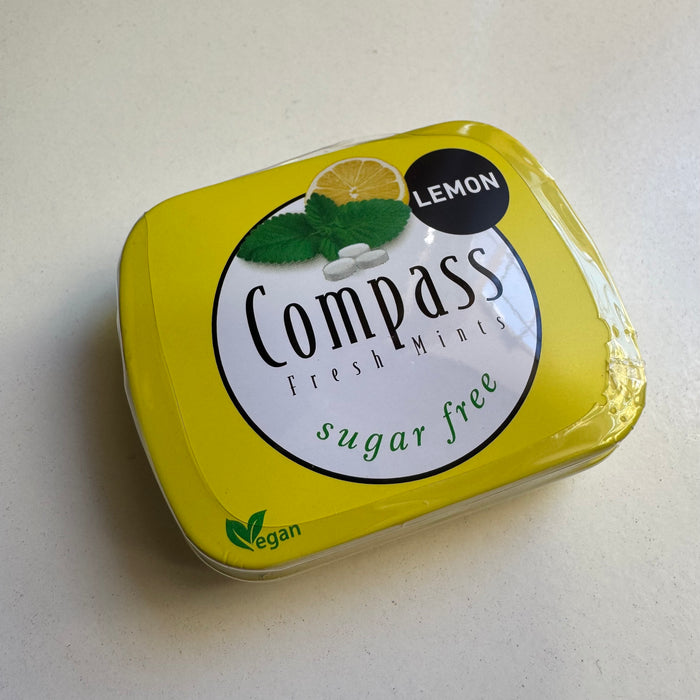 LEMON
Compass
Fresh Mints
sugar free
Vegan